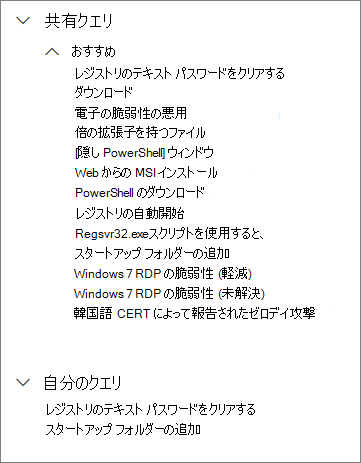 共有クエリ
おすすめ
レジストリのテキスト パスワードをクリアする
ダウンロード
電子の脆弱性の悪用
倍の拡張子を持つファイル
[隠し PowerShell] ウィンドウ
Web からの MSI インストール
PowerShell のダウンロード
レジストリの自動開始
Regsvr32.exeスクリプトを使用すると、
スタートアップ フォルダーの追加
Windows 7 RDP の脆弱性 (軽減)
Windows 7 RDP の脆弱性 (未解決)
韓国語 CERT によって報告されたゼロデイ攻撃
自分のクエリ
レジストリのテキスト パスワードをクリアする
スタートアップ フォルダーの追加